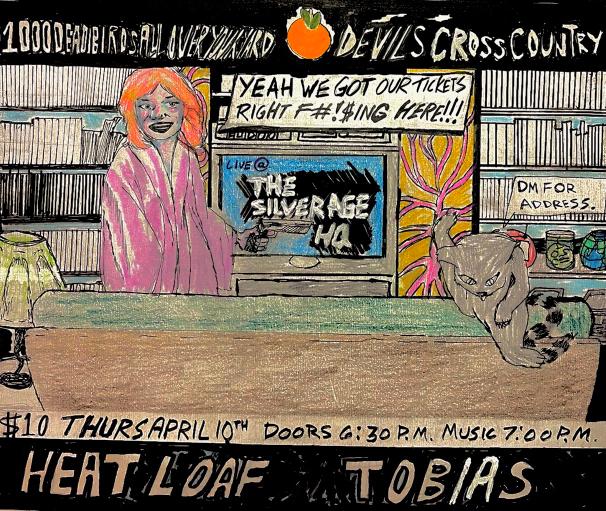 10000DEADBIRDSALLOVERMYYARD DEVILS CROSS COUNTRY
YEAH WE GOT OUR TICKETS
RIGHT F#!$ING HERE!!!
LIVE @
THE
SILVERAGE
HQ
DM FOR
ADDRESS.
$10 THURS APRIL 10TH DOORS 6:30 P.M. MUSIC 7:00 P.M.
HEAT LOAF TOBIAS